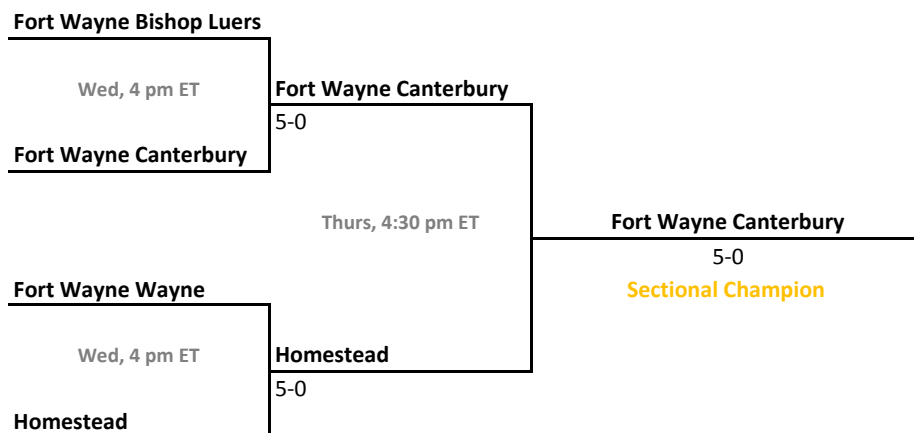 Fort Wayne Bishop Luers
Wed, 4 pm ET
Fort Wayne Canterbury
5-0
Fort Wayne Canterbury
Thurs, 4:30 pm ET
Fort Wayne Canterbury
5-0
Sectional Champion
Fort Wayne Wayne
Wed, 4 pm ET
Homestead
5-0
Homestead